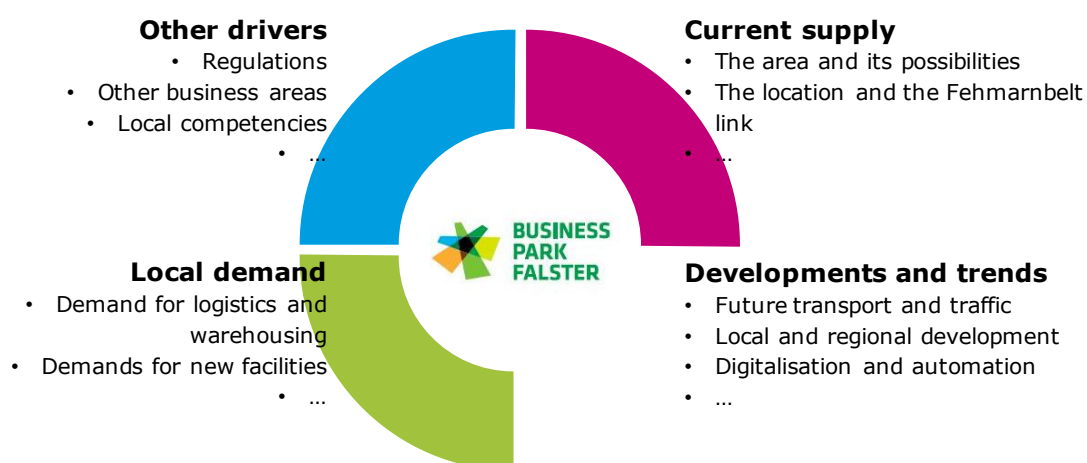 Other drivers
• Regulations
• Other business areas
• Local competencies
• ...
Current supply
• The area and its possibilities
• The location and the Fehmarnbelt
link
• ...
BUSINESS
PARK
FALSTER
Local demand
• Demand for logistics and
warehousing
• Demands for new facilities
• ...
Developments and trends
• Future transport and traffic
• Local and regional development
• Digitalisation and automation
• ...